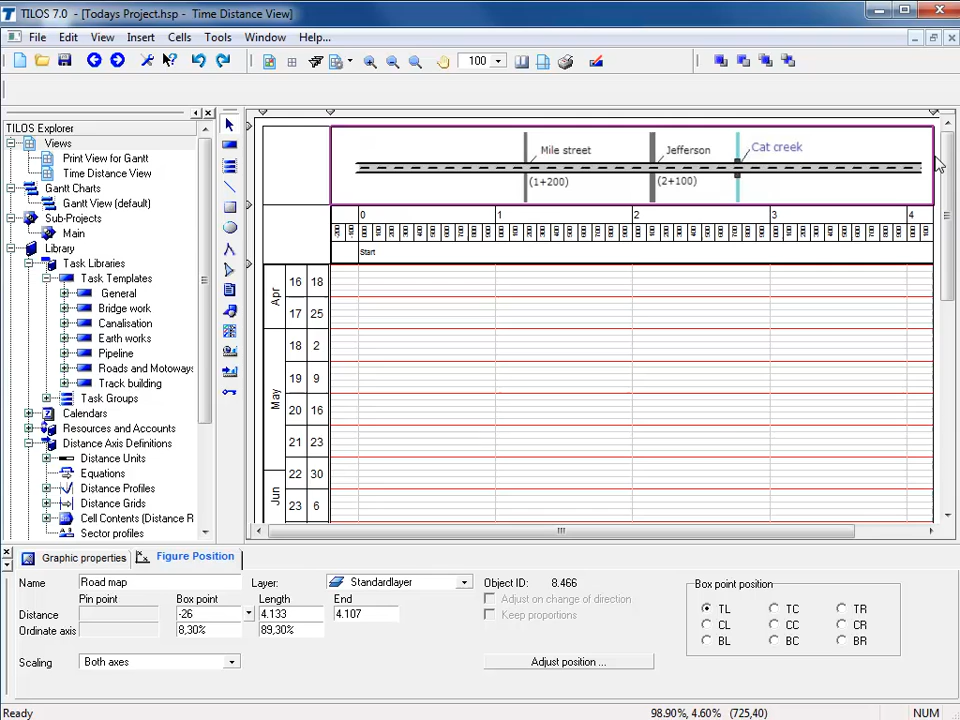 TILOS 7.0 - [Todays Project.hsp - Time Distance View]
File Edit View Insert Cells Tools Window Help...
100
TILOS Explorer
Views
Print View for Gantt
Time Distance View
Gantt Charts
Gantt View (default)
Sub-Projects
Main
Library
Task Libraries
Task Templates
General
Bridge work
Canalisation
Earth works
Pipeline
Roads and Motoways
Track building
Task Groups
Calendars
Resources and Accounts
Distance Axis Definitions
Distance Units
Equations
Distance Profiles
Distance Grids
Cell Contents (Distance R
Sector profiles
Mile street Jefferson Cat creek
(1+200) (2+100)
0 1 2 3 4
Start
Apr 16 18
17 25
May 18 2
19 9
20 16
21 23
22 30
Jun 23 6
Graphic properties Figure Position
Name Road map Layer: Standardlayer Object ID: 8.466
Pin point Box point Length End
Distance -26 4.133 4.107
Ordinate axis 8,30% 89,30%
Adjust on change of direction
Keep proportions
Scaling Both axes Adjust position ...
Box point position
TL TC TR
CL CC CR
BL BC BR
Ready 98.90%, 4.60% (725,40) NUM